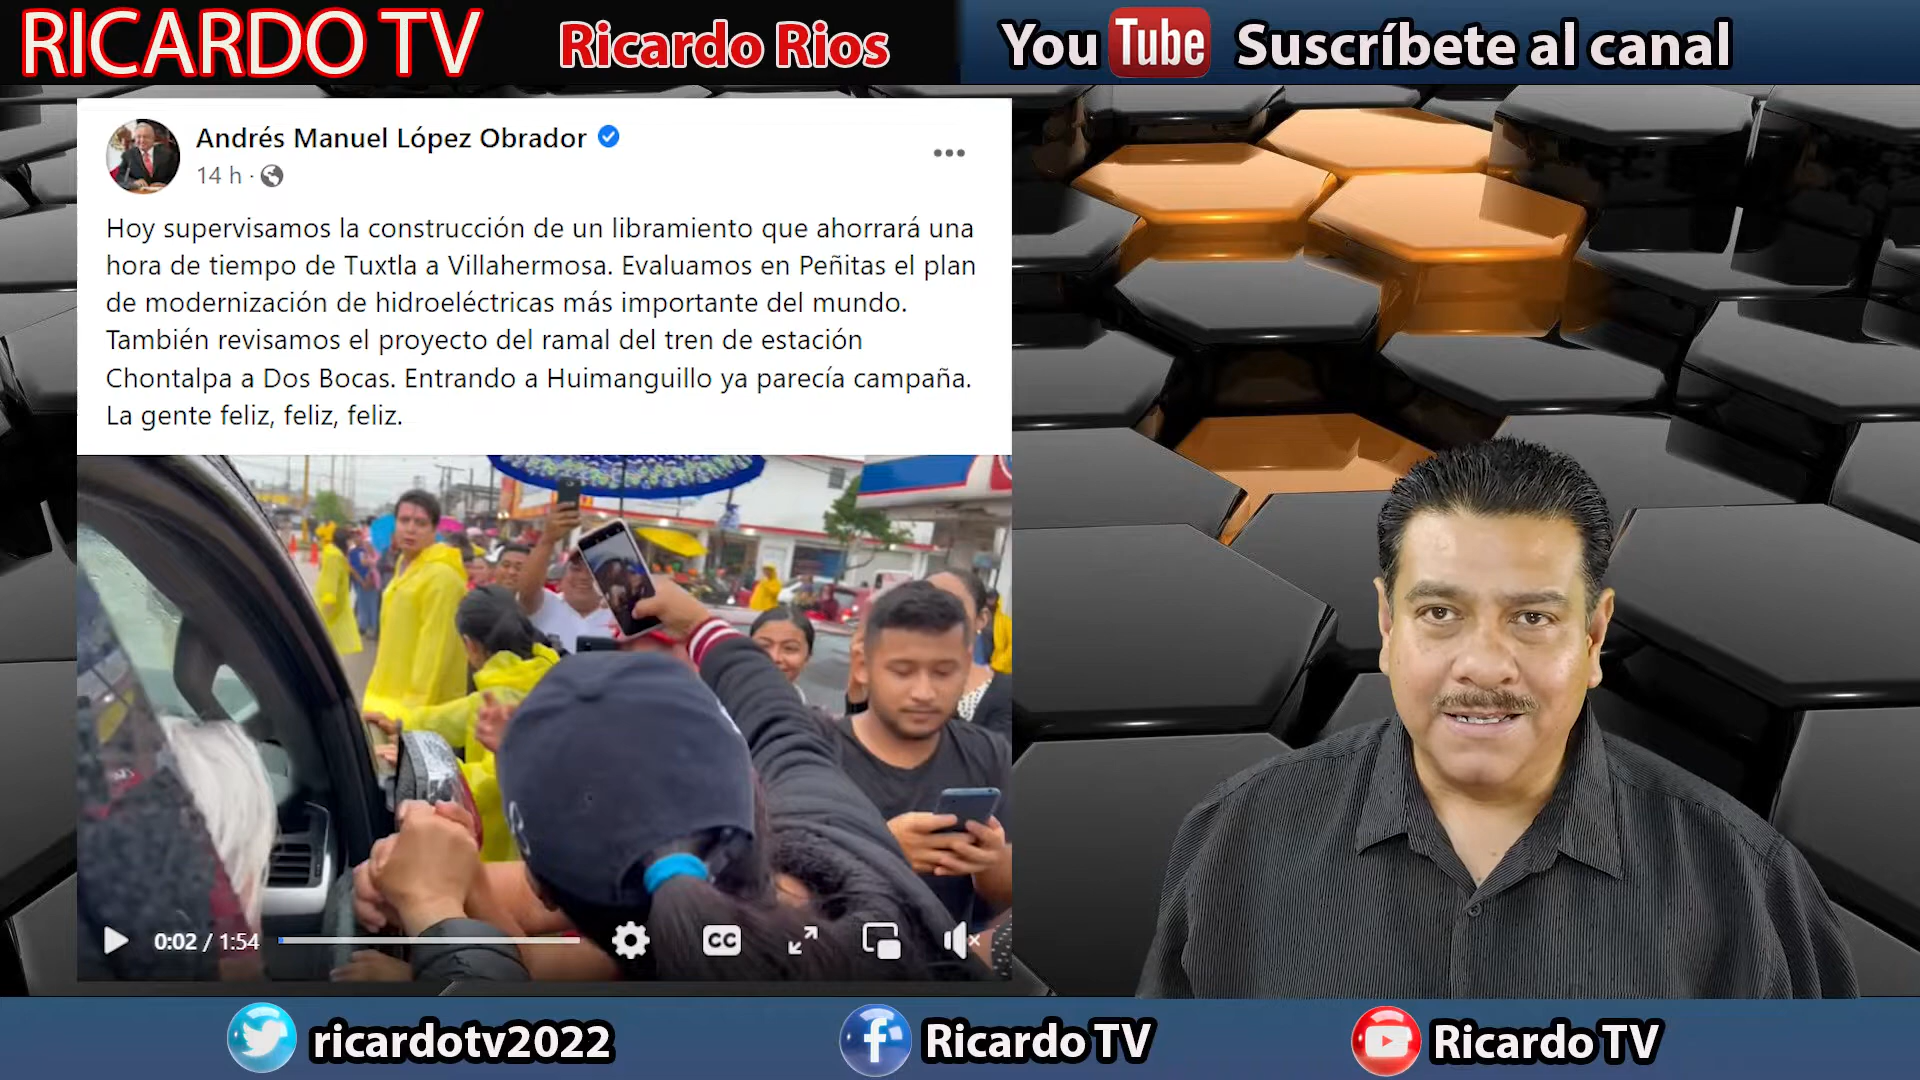 RICARDO TV
Ricardo Rios
You Tube Suscríbete al canal
Andrés Manuel López Obrador
14 h ·
Hoy supervisamos la construcción de un libramiento que ahorrará una
hora de tiempo de Tuxtla a Villahermosa. Evaluamos en Peñitas el plan
de modernización de hidroeléctricas más importante del mundo.
También revisamos el proyecto del ramal del tren de estación
Chontalpa a Dos Bocas. Entrando a Huimanguillo ya parecía campaña.
La gente feliz, feliz, feliz.
0:02 / 1:54
CC
ricardotv2022
Ricardo TV
Ricardo TV